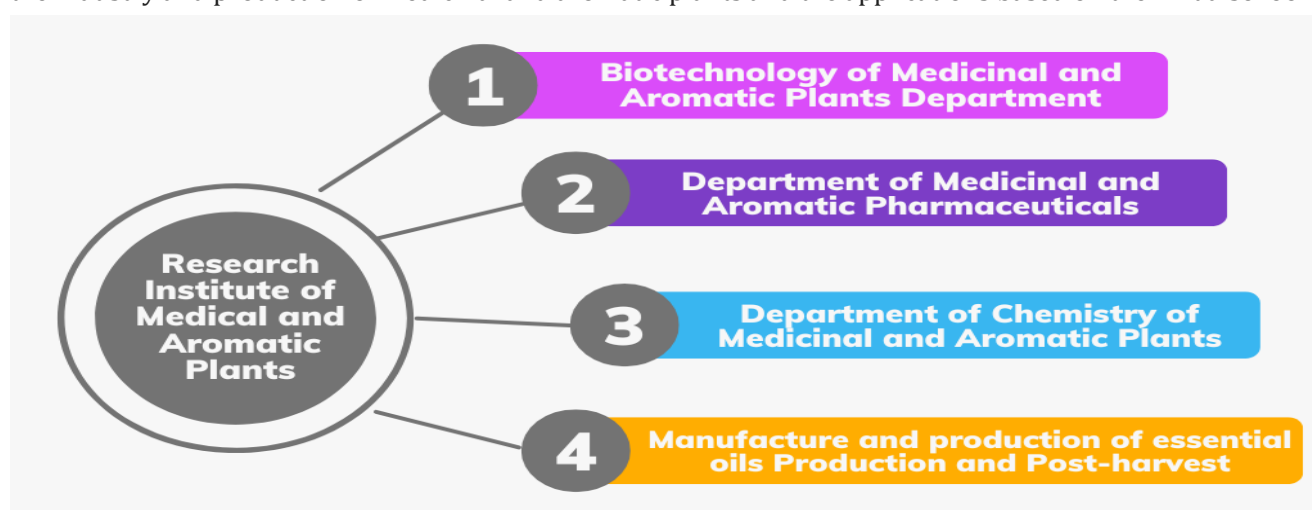 Research
Institute of
Medical and
Aromatic
Plants
1
Biotechnology of Medicinal and
Aromatic Plants Department
2
Department of Medicinal and
Aromatic Pharmaceuticals
3
Department of Chemistry of
Medicinal and Aromatic Plants
4
Manufacture and production of essential
oils Production and Post-harvest